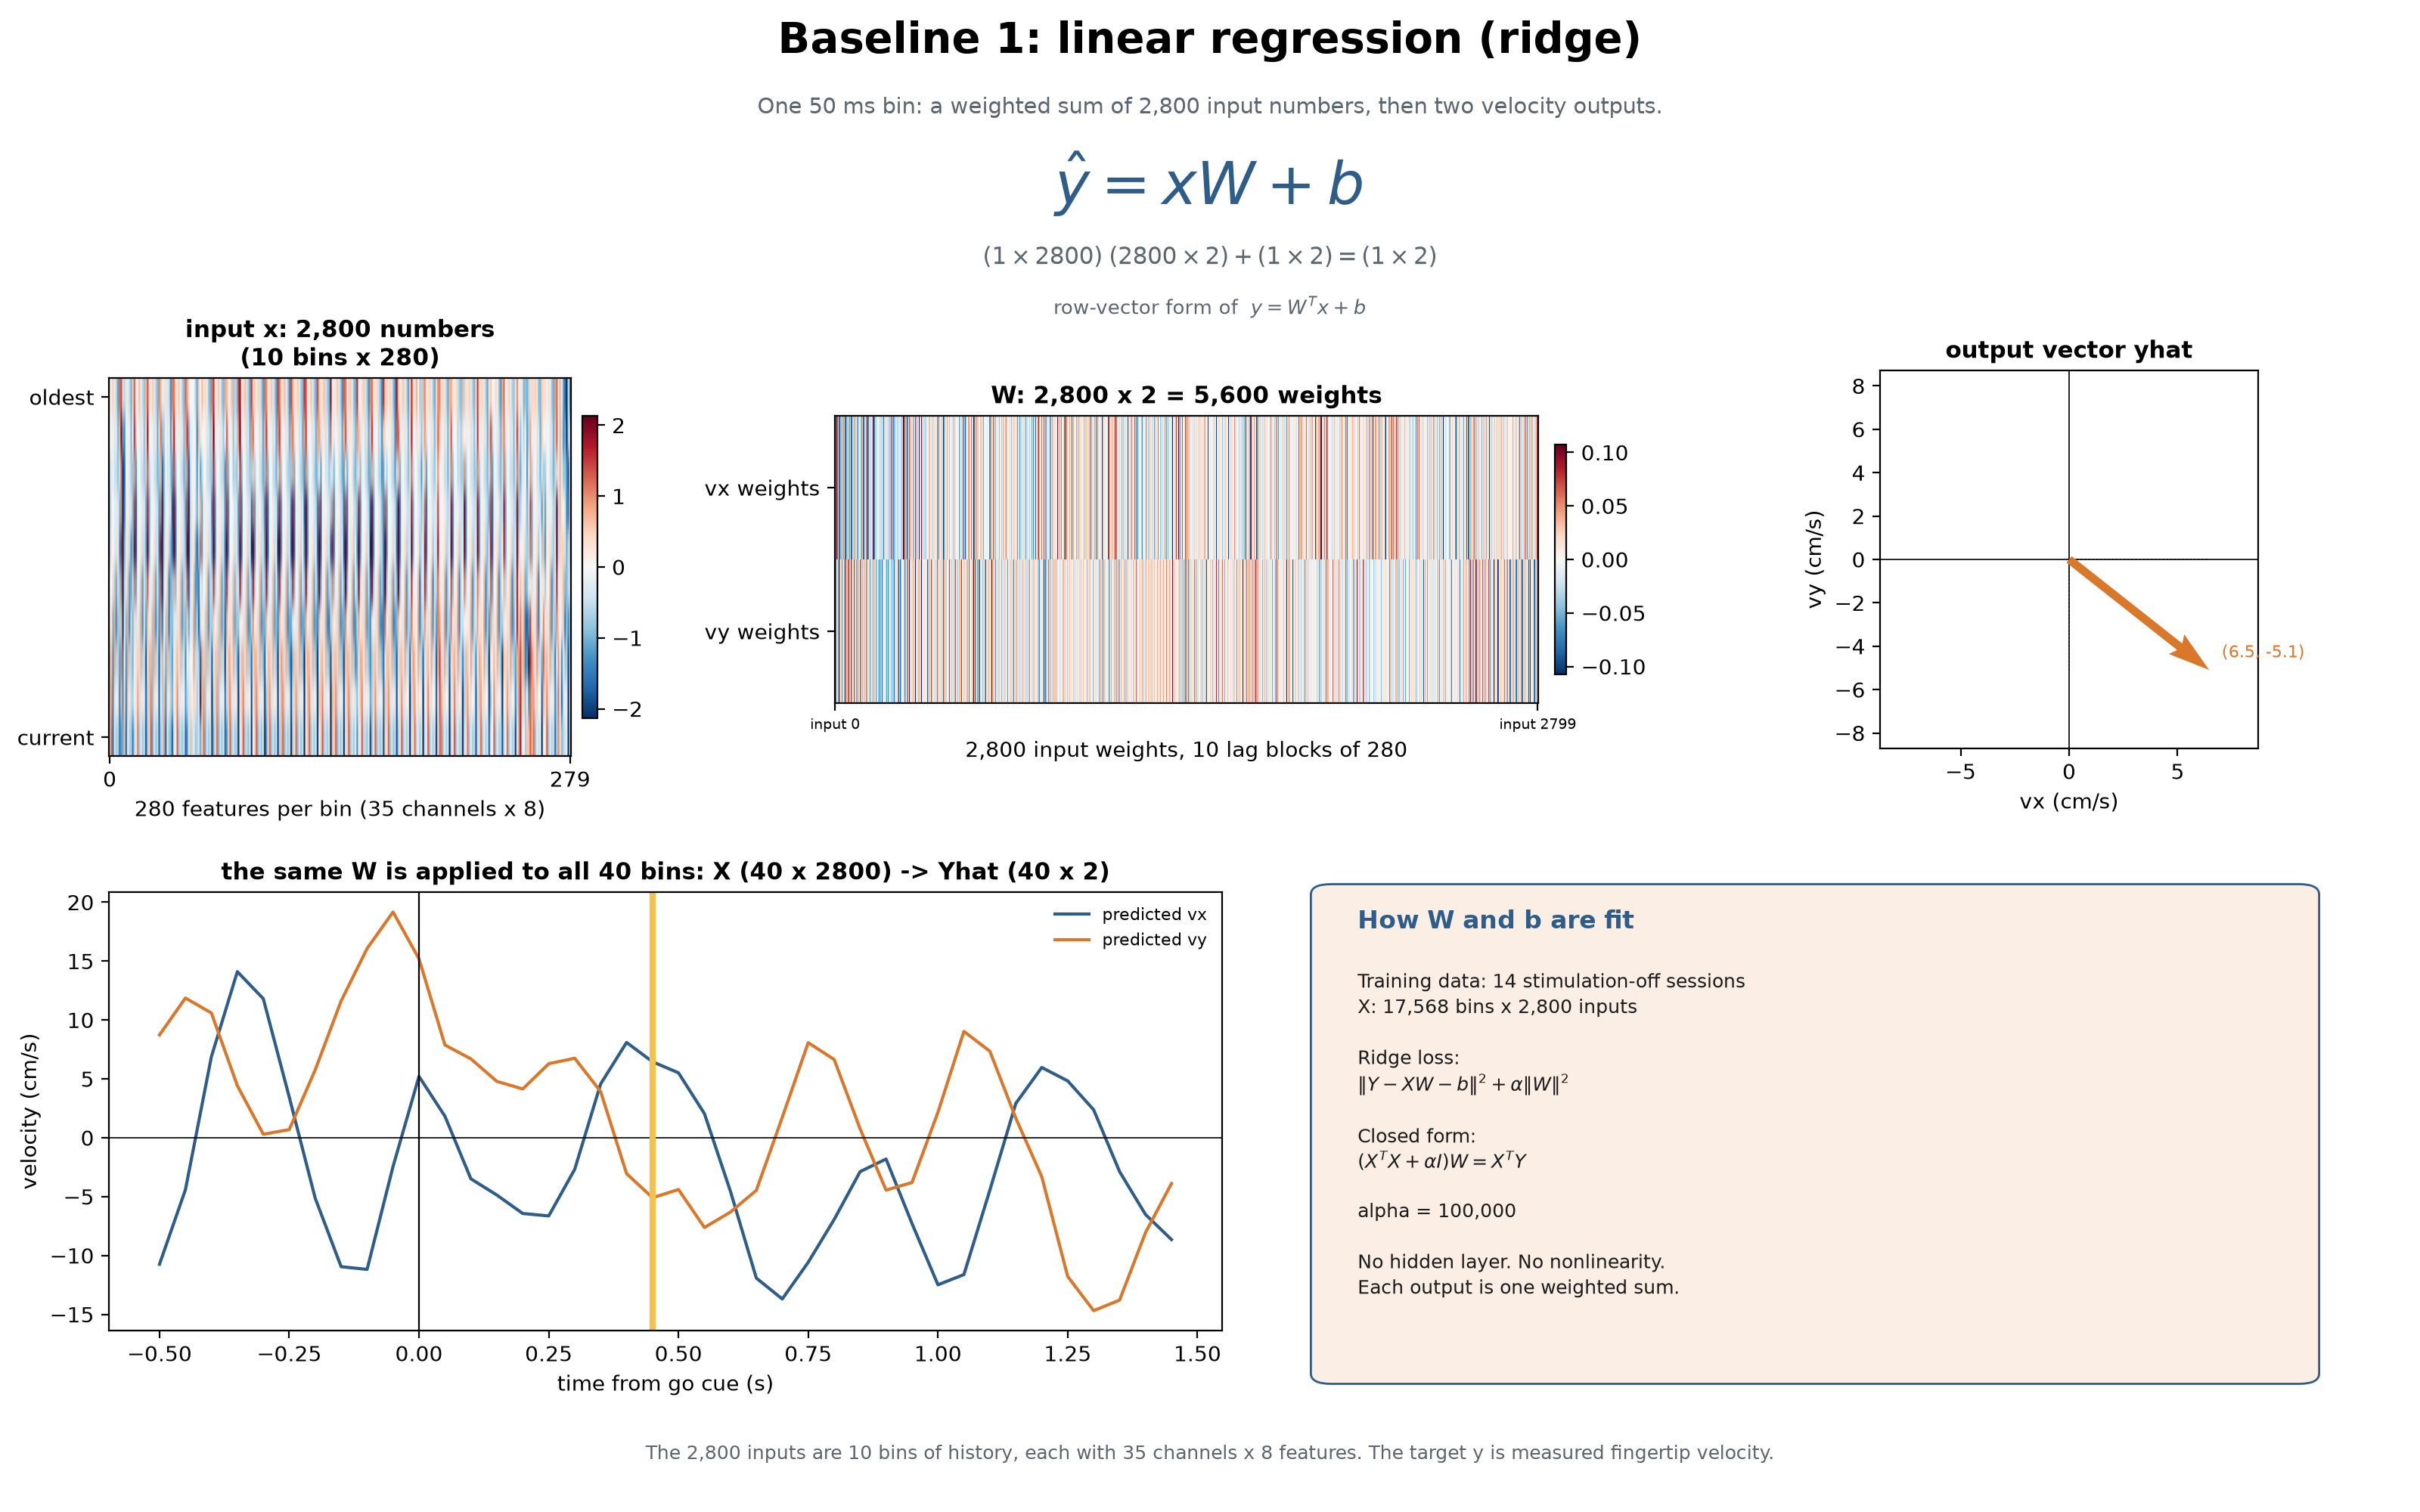 Baseline 1: linear regression (ridge)
One 50 ms bin: a weighted sum of 2,800 input numbers, then two velocity outputs.
ŷ = xW + b
(1 × 2800) (2800 × 2) + (1 × 2) = (1 × 2)
row-vector form of y = Wᵀx + b
input x: 2,800 numbers
(10 bins x 280)
oldest
current
0
279
280 features per bin (35 channels x 8)
2
1
0
−1
−2
W: 2,800 x 2 = 5,600 weights
vx weights
vy weights
input 0
input 2799
2,800 input weights, 10 lag blocks of 280
0.10
0.05
0.00
−0.05
−0.10
output vector yhat
8
6
4
2
0
−2
−4
−6
−8
vy (cm/s)
(6.5, -5.1)
−5
0
5
vx (cm/s)
the same W is applied to all 40 bins: X (40 x 2800) -> Yhat (40 x 2)
20
15
10
5
0
−5
−10
−15
velocity (cm/s)
predicted vx
predicted vy
−0.50
−0.25
0.00
0.25
0.50
0.75
1.00
1.25
1.50
time from go cue (s)
How W and b are fit
Training data: 14 stimulation-off sessions
X: 17,568 bins x 2,800 inputs
Ridge loss:
‖Y − XW − b‖² + α‖W‖²
Closed form:
(XᵀX + αI)W = XᵀY
alpha = 100,000
No hidden layer. No nonlinearity.
Each output is one weighted sum.
The 2,800 inputs are 10 bins of history, each with 35 channels x 8 features. The target y is measured fingertip velocity.